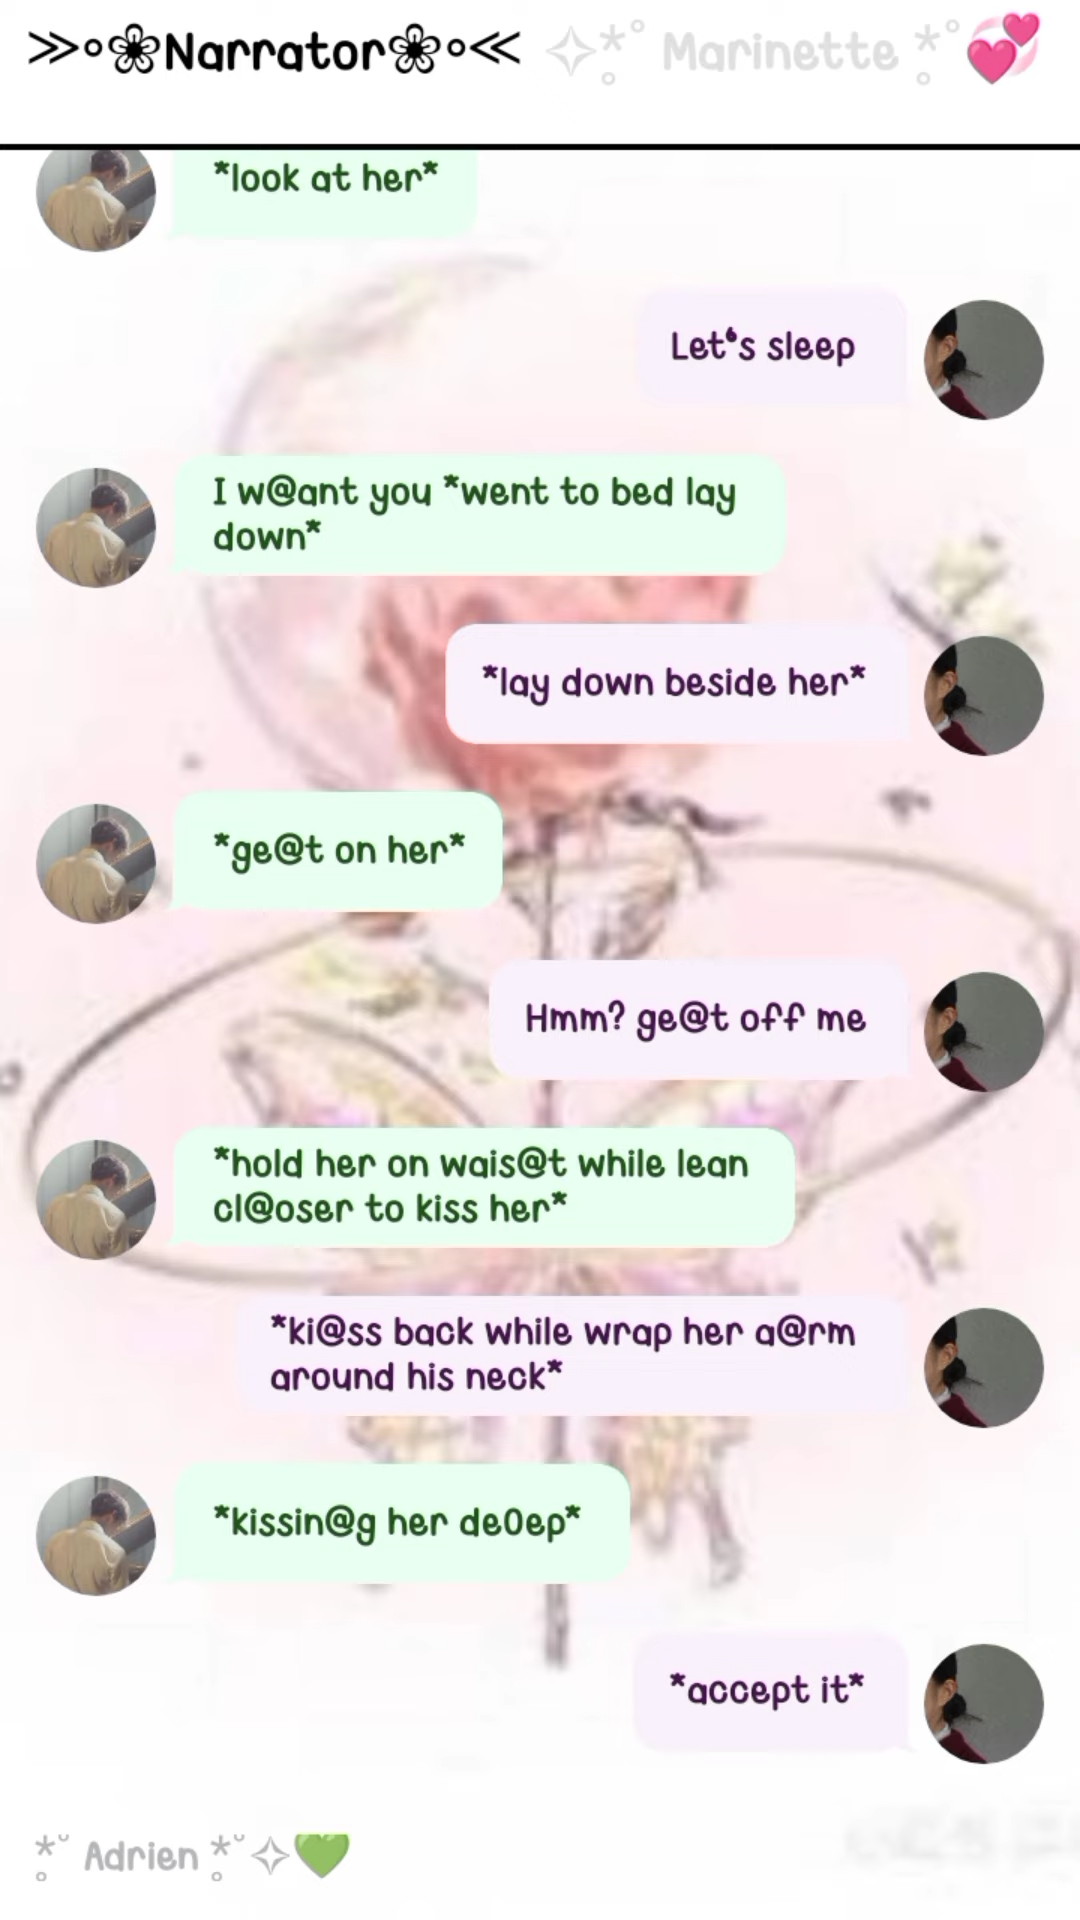 ≫∘❀Narrator❀∘≪ ✧*̥˚ Marinette *̥˚💞
*look at her*
Let‘s sleep
I w@ant you *went to bed lay
down*
*lay down beside her*
*ge@t on her*
Hmm? ge@t off me
*hold her on wais@t while lean
cl@oser to kiss her*
*ki@ss back while wrap her a@rm
around his neck*
*kissin@g her de0ep*
*accept it*
*̥˚ Adrien *̥˚✧💚